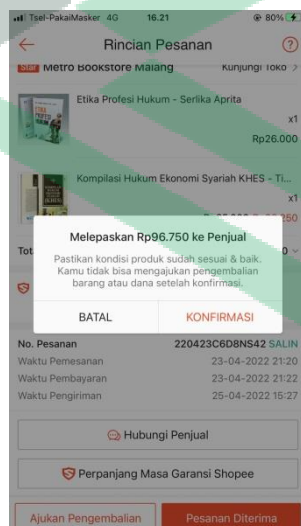 Tsel-PakaiMasker 4G 16.21 80%
Rincian Pesanan
Star Metro Bookstore Malang Kunjungi Toko
Etika Profesi Hukum - Serlika Aprita
x1
Rp26.000
Kompilasi Hukum Ekonomi Syariah KHES - Ti...
x1
Melepaskan Rp96.750 ke Penjual
Pastikan kondisi produk sudah sesuai & baik.
Kamu tidak bisa mengajukan pengembalian
barang atau dana setelah konfirmasi.
BATAL KONFIRMASI
No. Pesanan 220423C6D8NS42 SALIN
Waktu Pemesanan 23-04-2022 21:20
Waktu Pembayaran 23-04-2022 21:22
Waktu Pengiriman 25-04-2022 15:27
Hubungi Penjual
Perpanjang Masa Garansi Shopee
Ajukan Pengembalian Pesanan Diterima